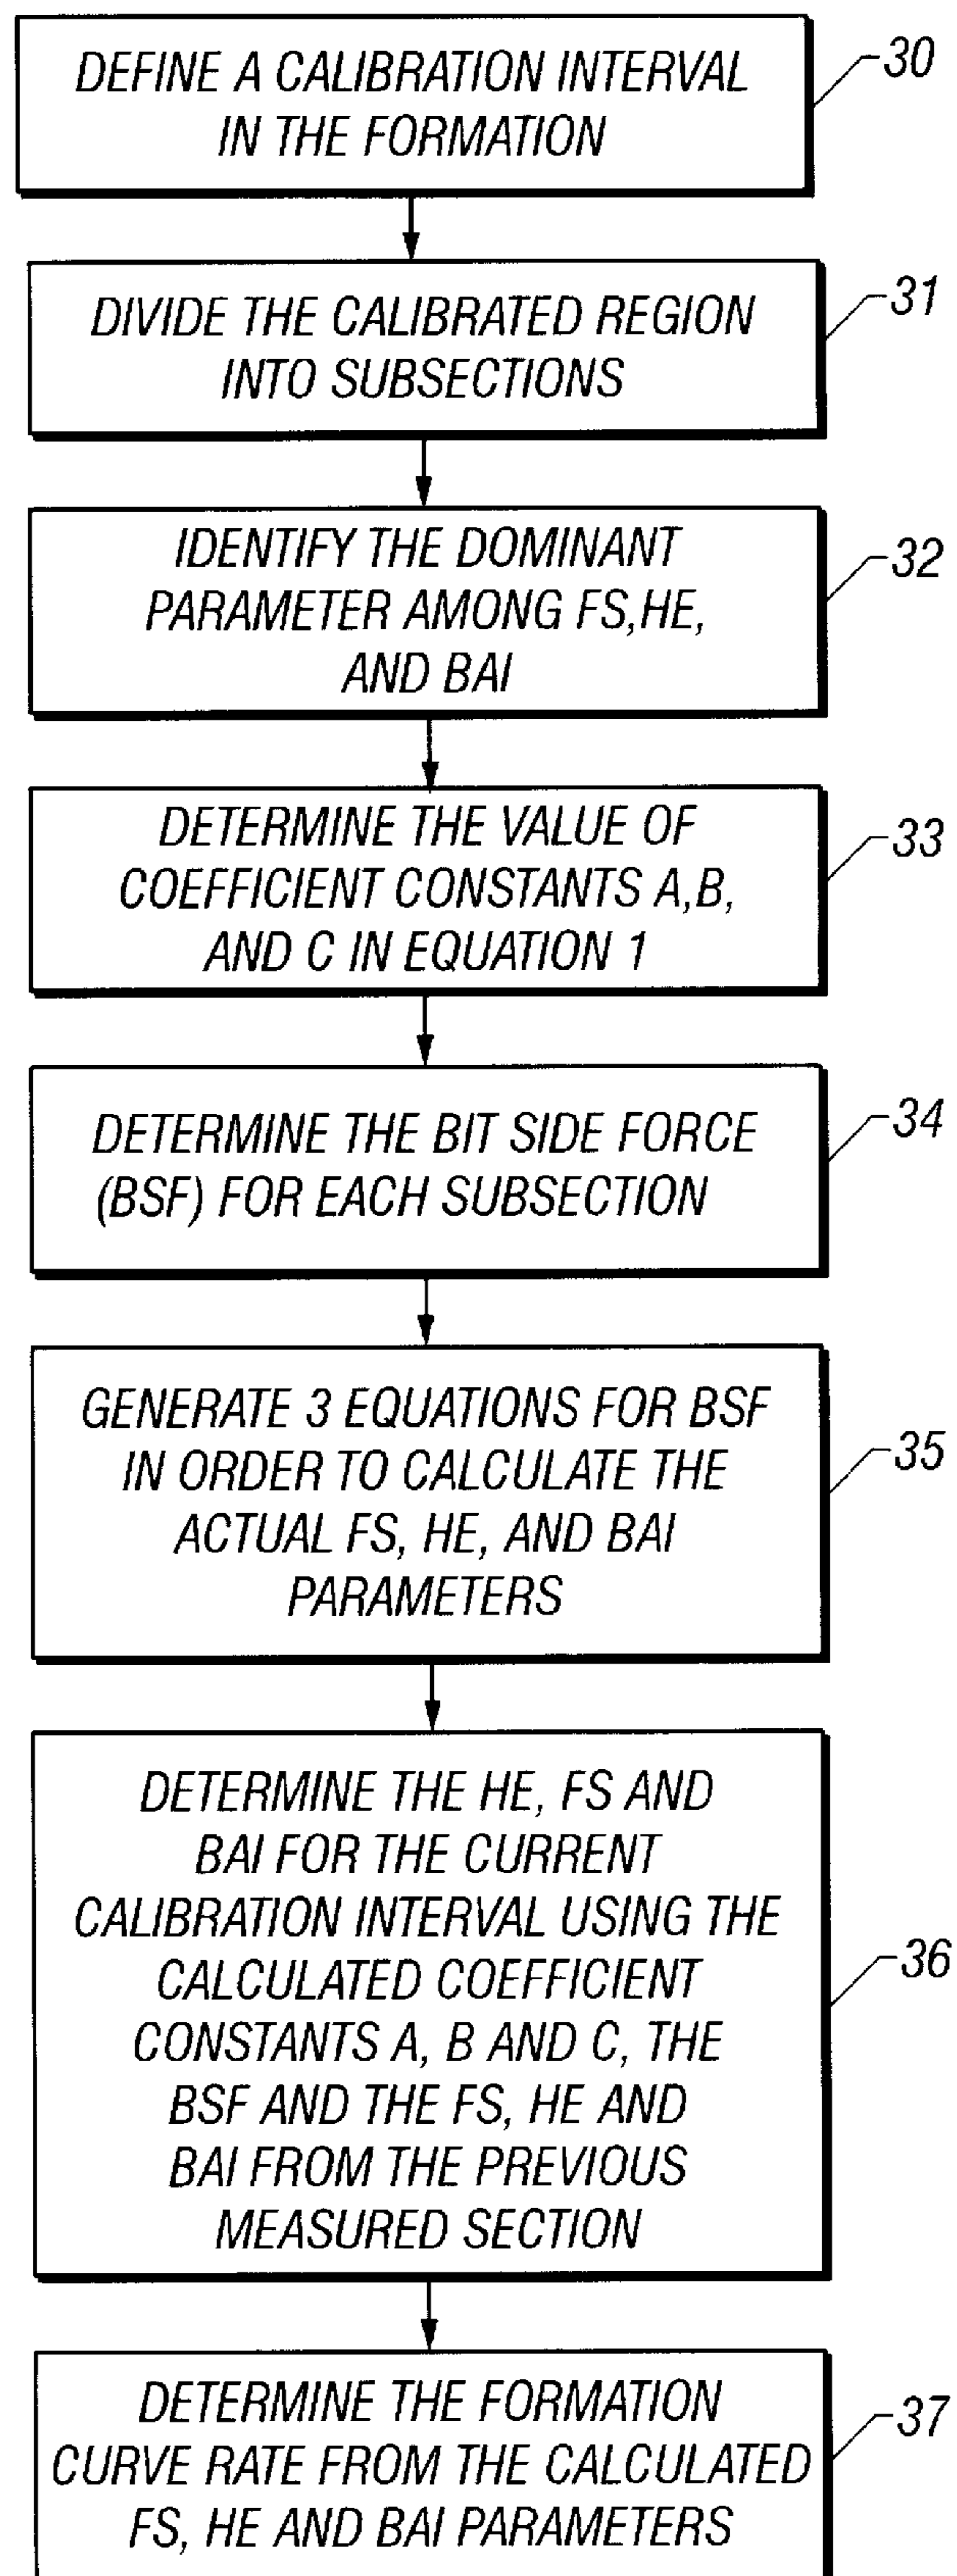 DEFINE A CALIBRATION INTERVAL
IN THE FORMATION
30
DIVIDE THE CALIBRATED REGION
INTO SUBSECTIONS
31
IDENTIFY THE DOMINANT
PARAMETER AMONG FS,HE,
AND BAI
32
DETERMINE THE VALUE OF
COEFFICIENT CONSTANTS A,B,
AND C IN EQUATION 1
33
DETERMINE THE BIT SIDE FORCE
(BSF) FOR EACH SUBSECTION
34
GENERATE 3 EQUATIONS FOR BSF
IN ORDER TO CALCULATE THE
ACTUAL FS, HE, AND BAI
PARAMETERS
35
DETERMINE THE HE, FS AND
BAI FOR THE CURRENT
CALIBRATION INTERVAL USING THE
CALCULATED COEFFICIENT
CONSTANTS A, B AND C, THE
BSF AND THE FS, HE AND
BAI FROM THE PREVIOUS
MEASURED SECTION
36
DETERMINE THE FORMATION
CURVE RATE FROM THE CALCULATED
FS, HE AND BAI PARAMETERS
37